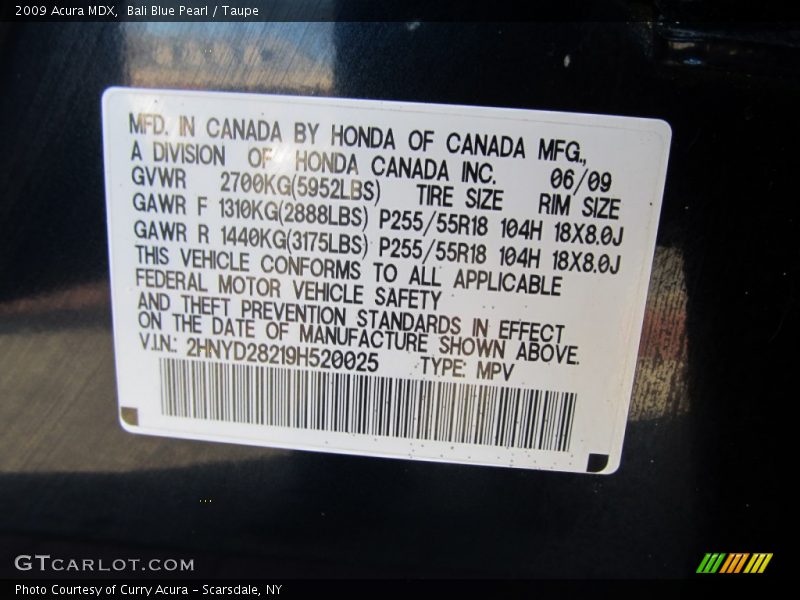 2009 Acura MDX, Bali Blue Pearl / Taupe
MFD. IN CANADA BY HONDA OF CANADA MFG.,
A DIVISION OF HONDA CANADA INC. 06/09
GVWR 2700KG(5952LBS) TIRE SIZE RIM SIZE
GAWR F 1310KG(2888LBS) P255/55R18 104H 18X8.0J
GAWR R 1440KG(3175LBS) P255/55R18 104H 18X8.0J
THIS VEHICLE CONFORMS TO ALL APPLICABLE
FEDERAL MOTOR VEHICLE SAFETY
AND THEFT PREVENTION STANDARDS IN EFFECT
ON THE DATE OF MANUFACTURE SHOWN ABOVE.
V.I.N.: 2HNYD28219H520025 TYPE: MPV
GTCARLOT.COM
Photo Courtesy of Curry Acura - Scarsdale, NY